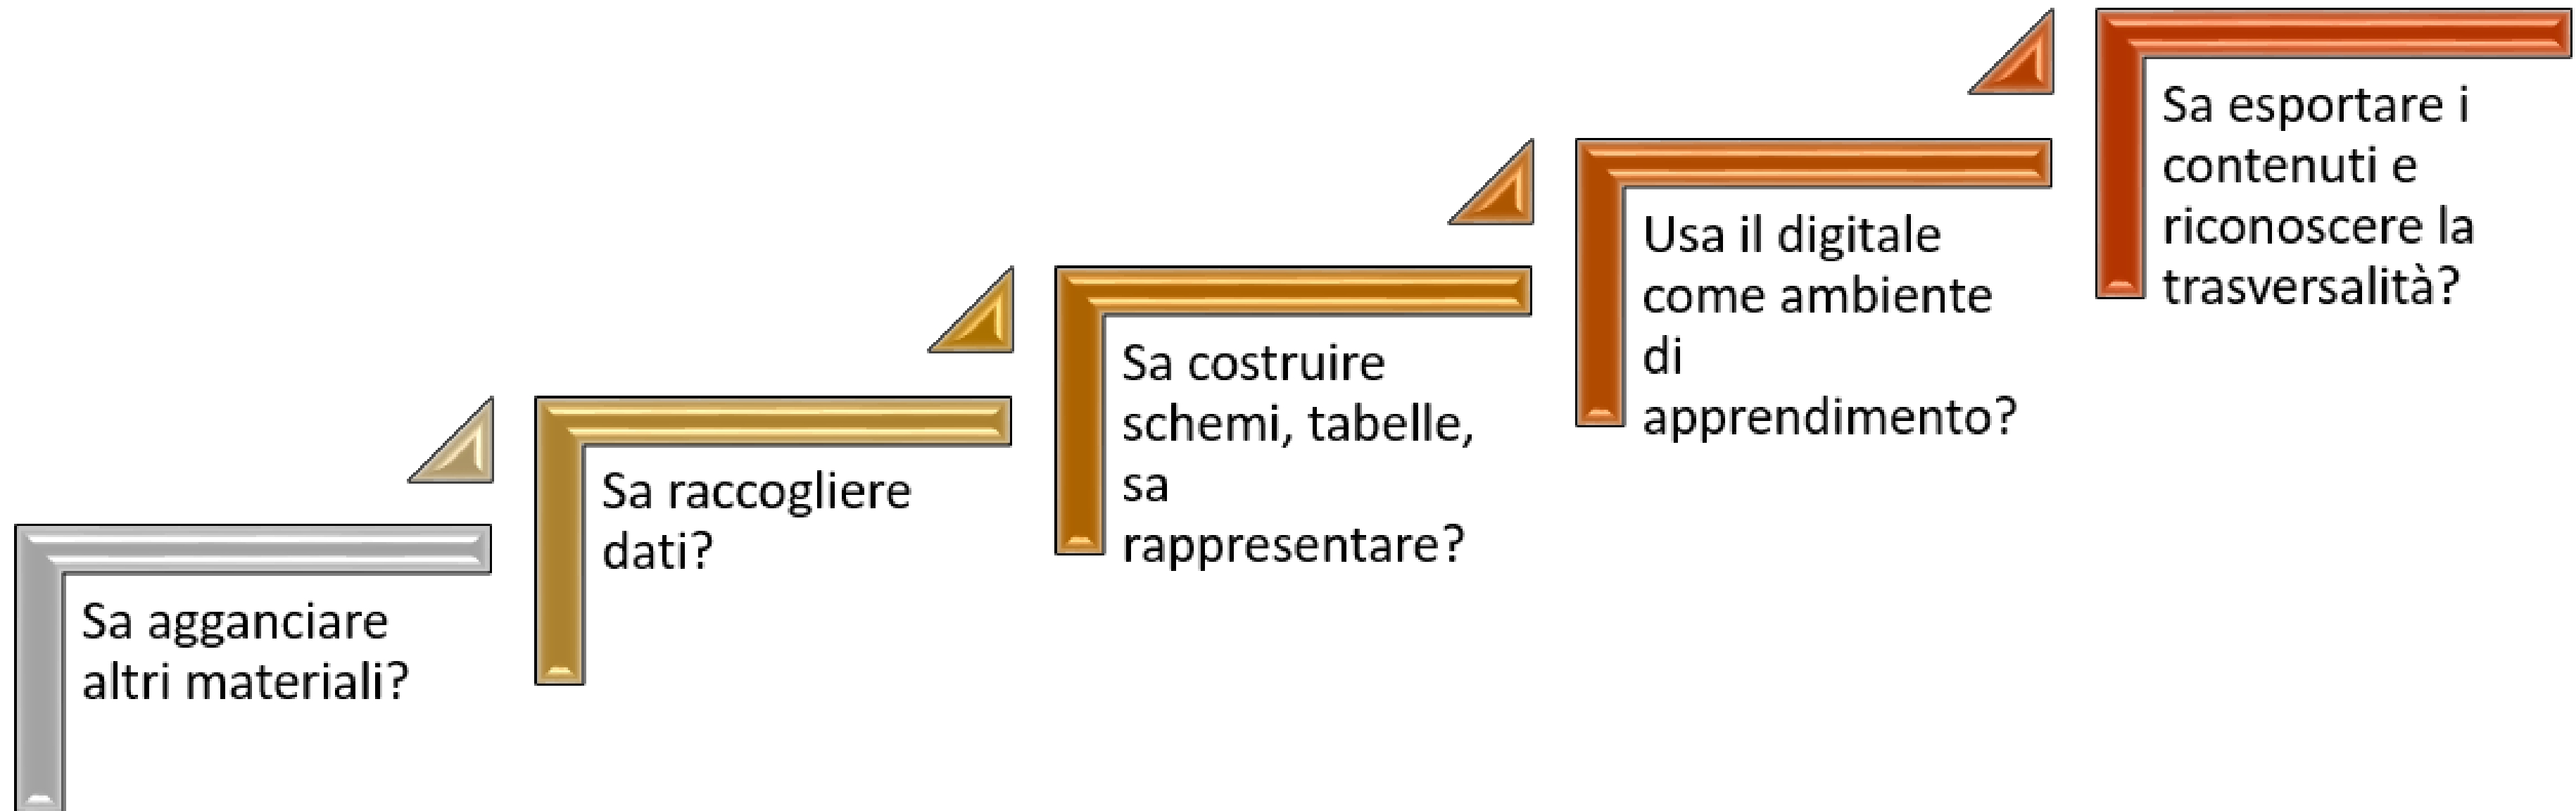 Sa agganciare
altri materiali?
Sa raccogliere
dati?
Sa costruire
schemi, tabelle,
sa
rappresentare?
Usa il digitale
come ambiente
di
apprendimento?
Sa esportare i
contenuti e
riconoscere la
trasversalità?